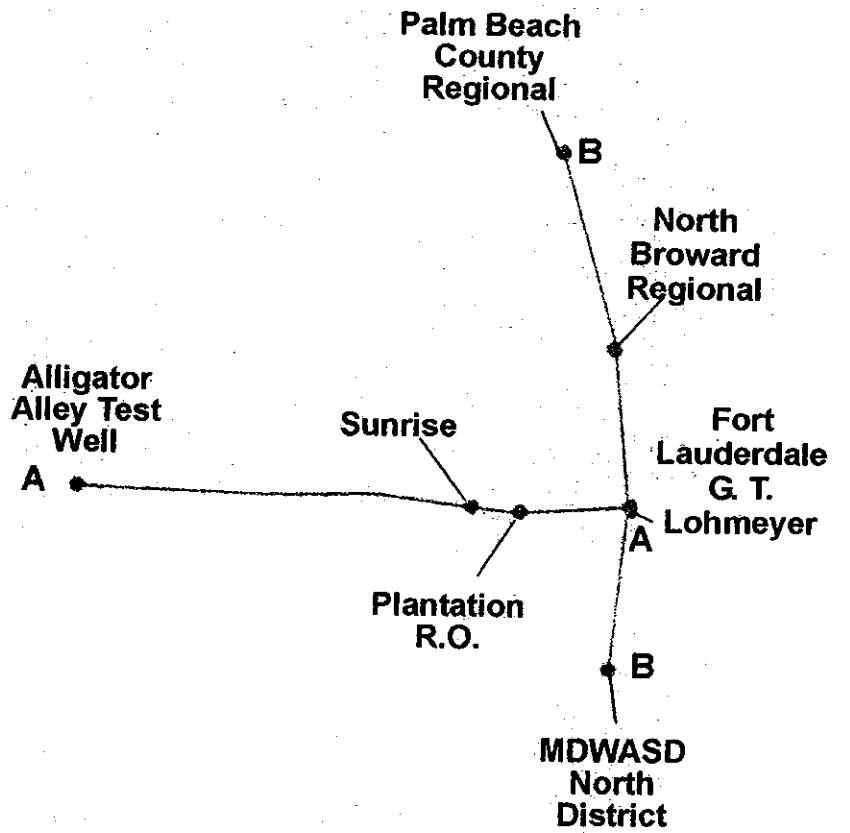 Palm Beach
County
Regional
B
North
Broward
Regional
Alligator
Alley Test
Well
A
Sunrise
Fort
Lauderdale
G. T.
Lohmeyer
A
Plantation
R.O.
B
MDWASD
North
District